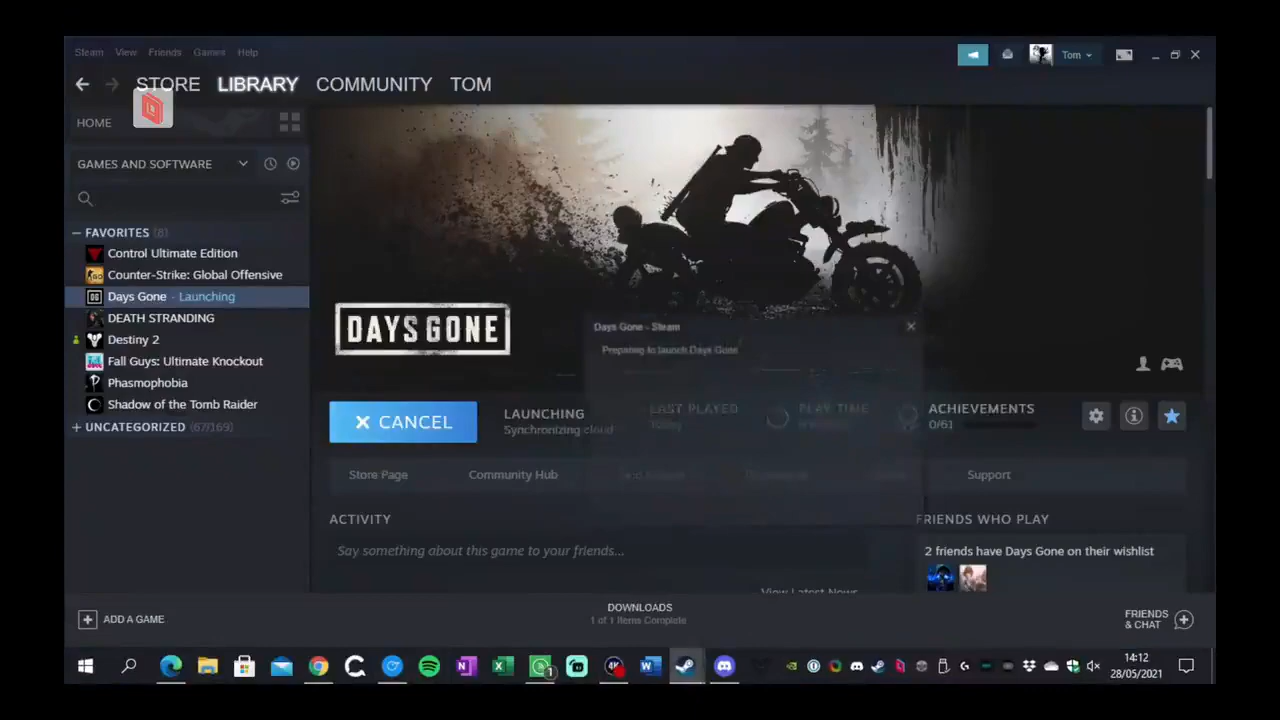 Steam View Friends Games Help
Tom
STORE LIBRARY COMMUNITY TOM
HOME
GAMES AND SOFTWARE
FAVORITES (8)
Control Ultimate Edition
Counter-Strike: Global Offensive
Days Gone - Launching
DEATH STRANDING
Destiny 2
Fall Guys: Ultimate Knockout
Phasmophobia
Shadow of the Tomb Raider
UNCATEGORIZED (67/169)
DAYS GONE
Days Gone - Steam
Preparing to launch Days Gone
CANCEL
LAUNCHING
Synchronizing cloud
LAST PLAYED
Today
PLAY TIME
ACHIEVEMENTS
0/61
Store Page Community Hub Support
ACTIVITY
Say something about this game to your friends...
View Latest News
FRIENDS WHO PLAY
2 friends have Days Gone on their wishlist
ADD A GAME
DOWNLOADS
1 of 1 Items Complete
FRIENDS
& CHAT
14:12
28/05/2021